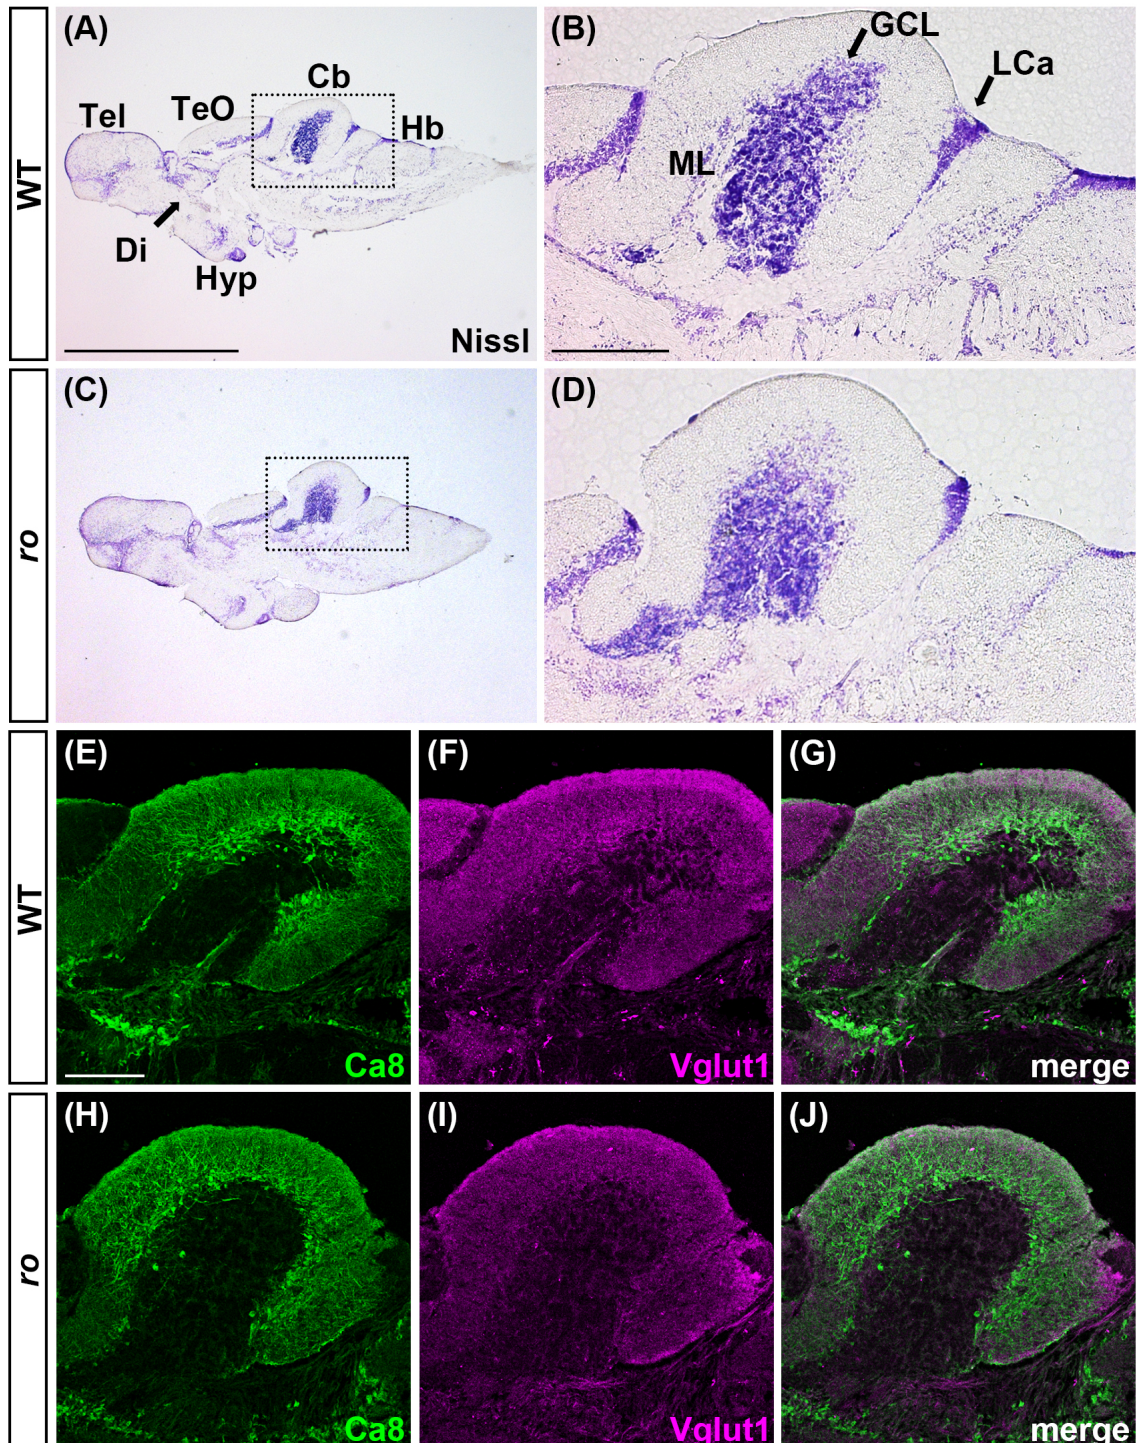 WT
(A)
Tel
TeO
Cb
Hb
Di
Hyp
Nissl
(B)
GCL
LCa
ML
ro
(C)
(D)
WT
(E)
Ca8
(F)
Vglut1
(G)
merge
ro
(H)
Ca8
(I)
Vglut1
(J)
merge